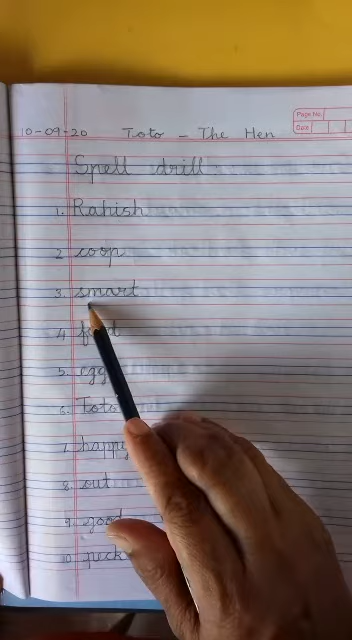 Page No.
Date
10-09-20 Toto - The Hen
Spell drill.
1. Rahish
2. coop
3. smart
4.
5. egg
6. Toto
7. happy
8. out
9. good
10. peck